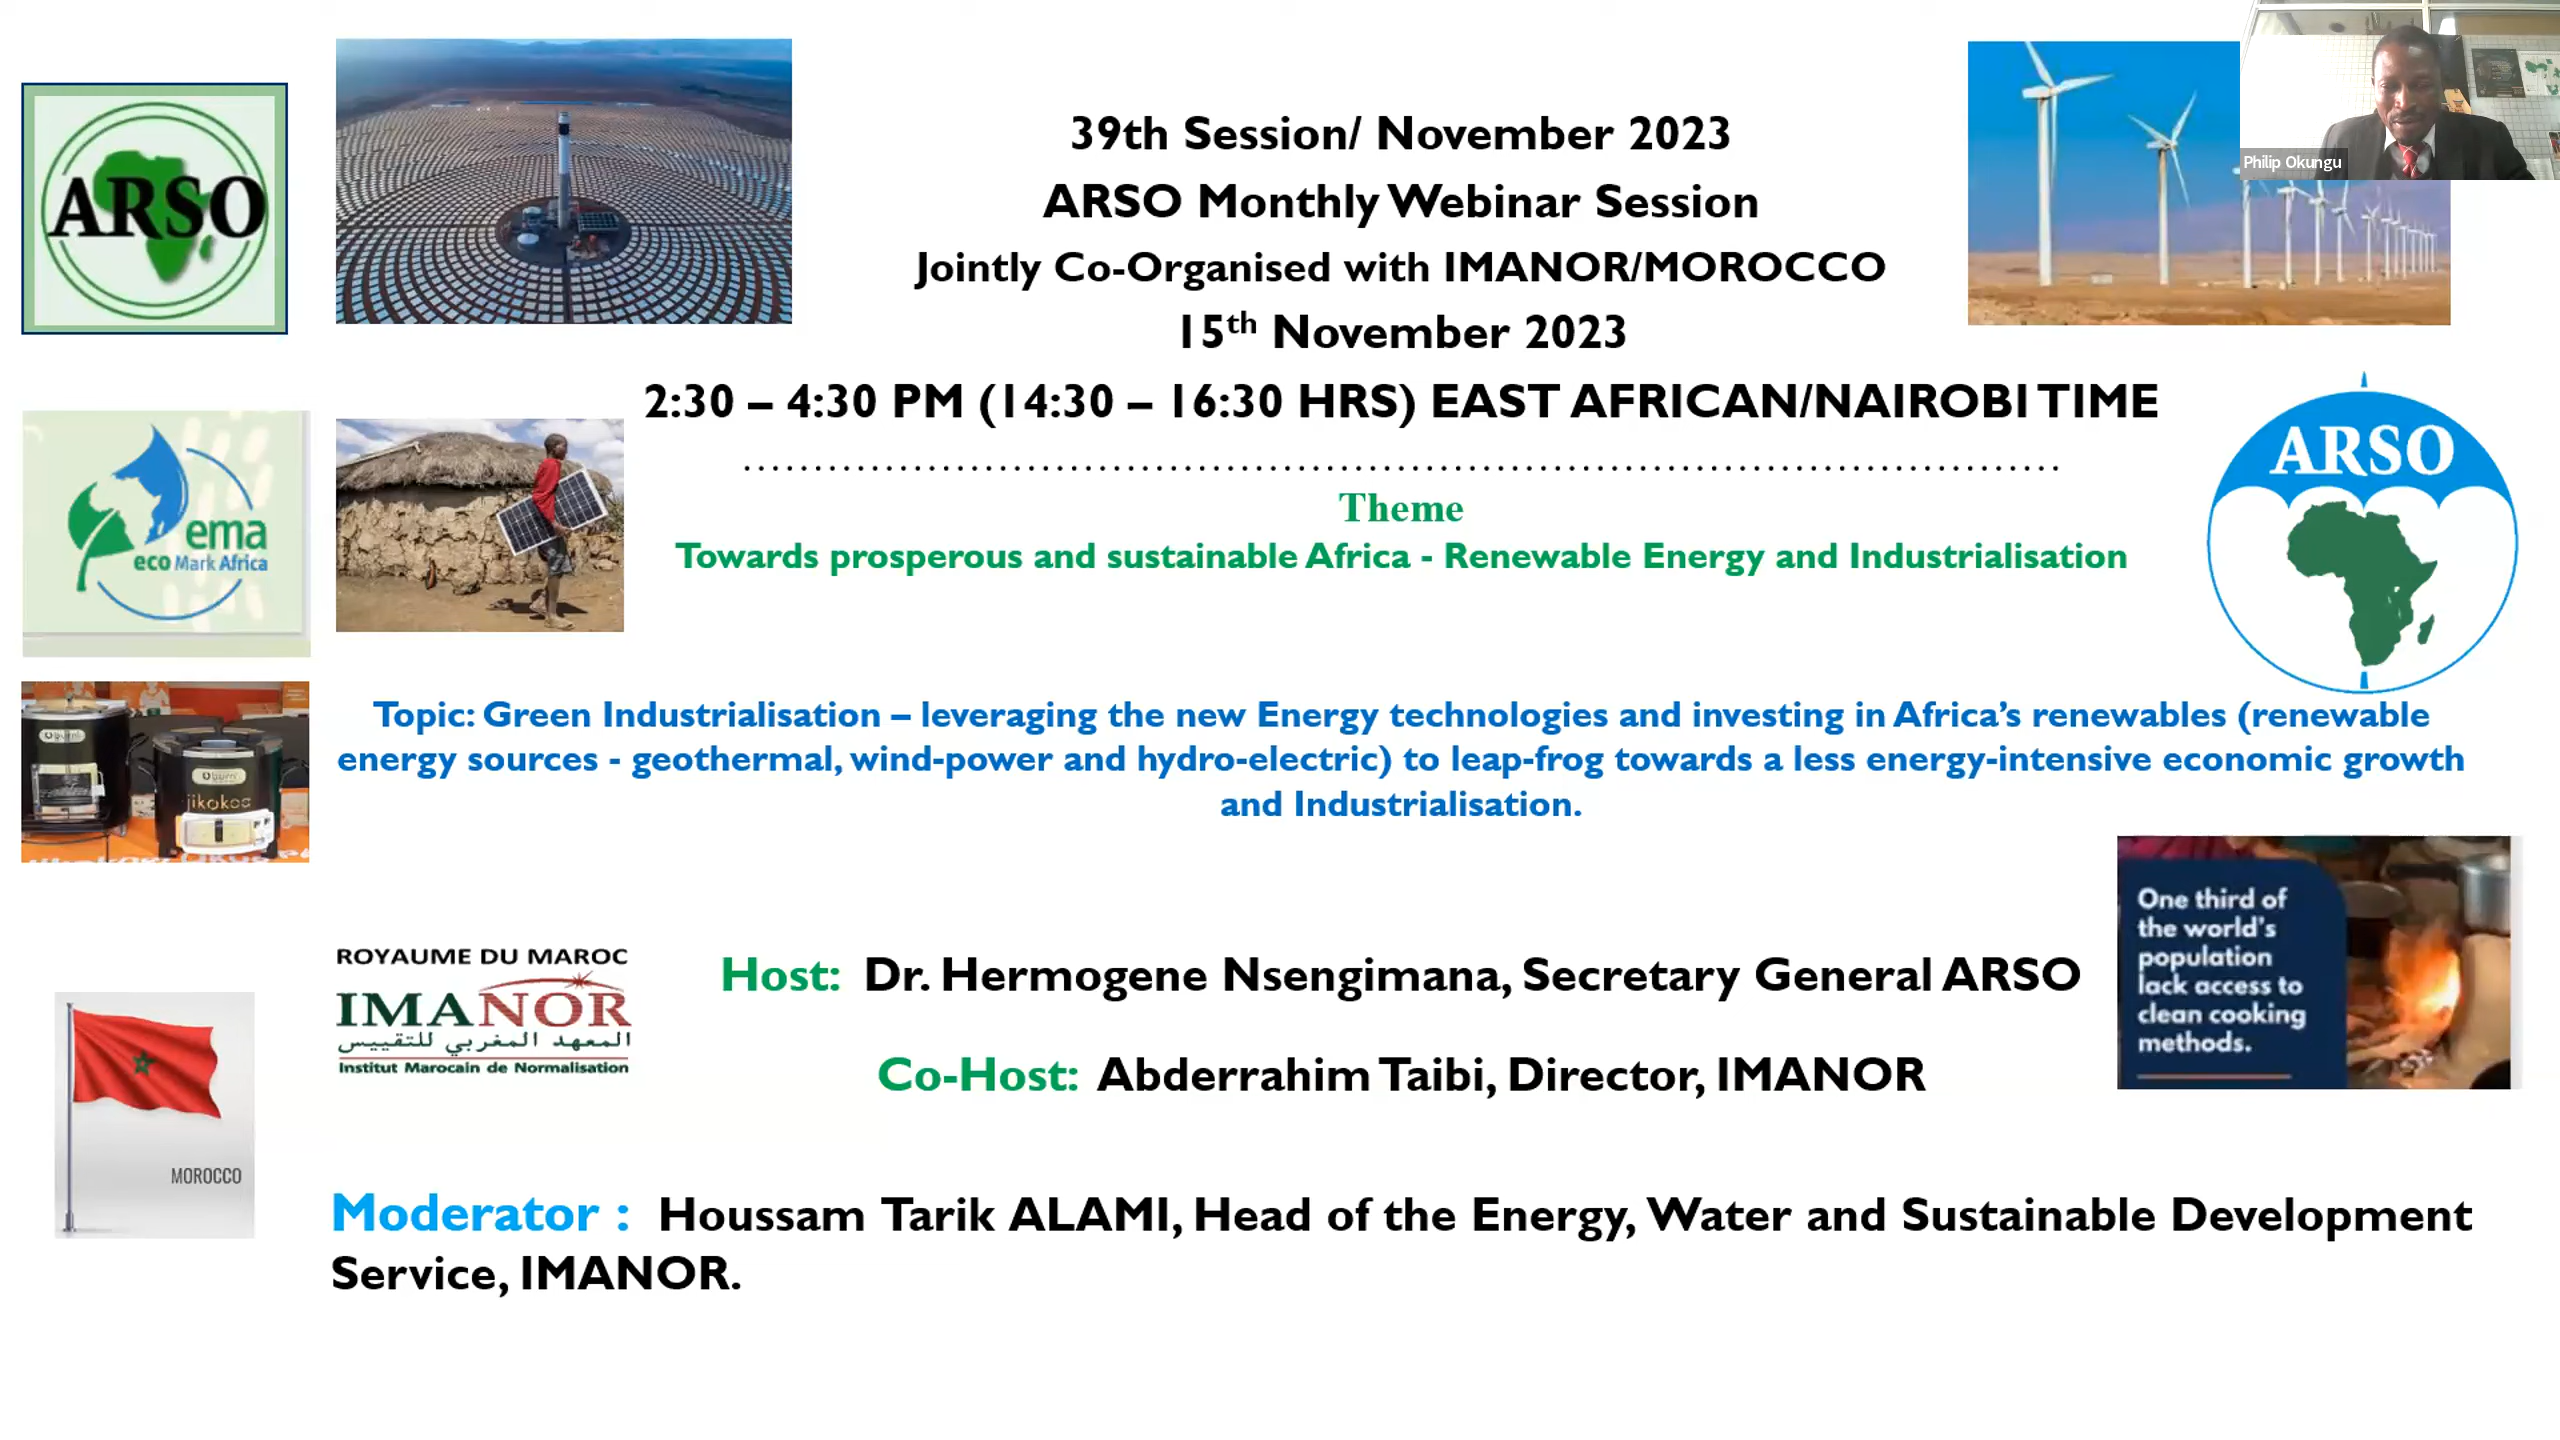 ARSO
39th Session/ November 2023
ARSO Monthly Webinar Session
Jointly Co-Organised with IMANOR/MOROCCO
15th November 2023
2:30 – 4:30 PM (14:30 – 16:30 HRS) EAST AFRICAN/NAIROBI TIME
Philip Okungu
ema
eco Mark Africa
Theme
Towards prosperous and sustainable Africa - Renewable Energy and Industrialisation
ARSO
burn
burn
jikokoa
Topic: Green Industrialisation – leveraging the new Energy technologies and investing in Africa’s renewables (renewable
energy sources - geothermal, wind-power and hydro-electric) to leap-frog towards a less energy-intensive economic growth
and Industrialisation.
ROYAUME DU MAROC
IMANOR
المعهد المغربي للتقييس
Institut Marocain de Normalisation
Host: Dr. Hermogene Nsengimana, Secretary General ARSO
Co-Host: Abderrahim Taibi, Director, IMANOR
One third of
the world's
population
lack access to
clean cooking
methods.
MOROCCO
Moderator : Houssam Tarik ALAMI, Head of the Energy, Water and Sustainable Development
Service, IMANOR.